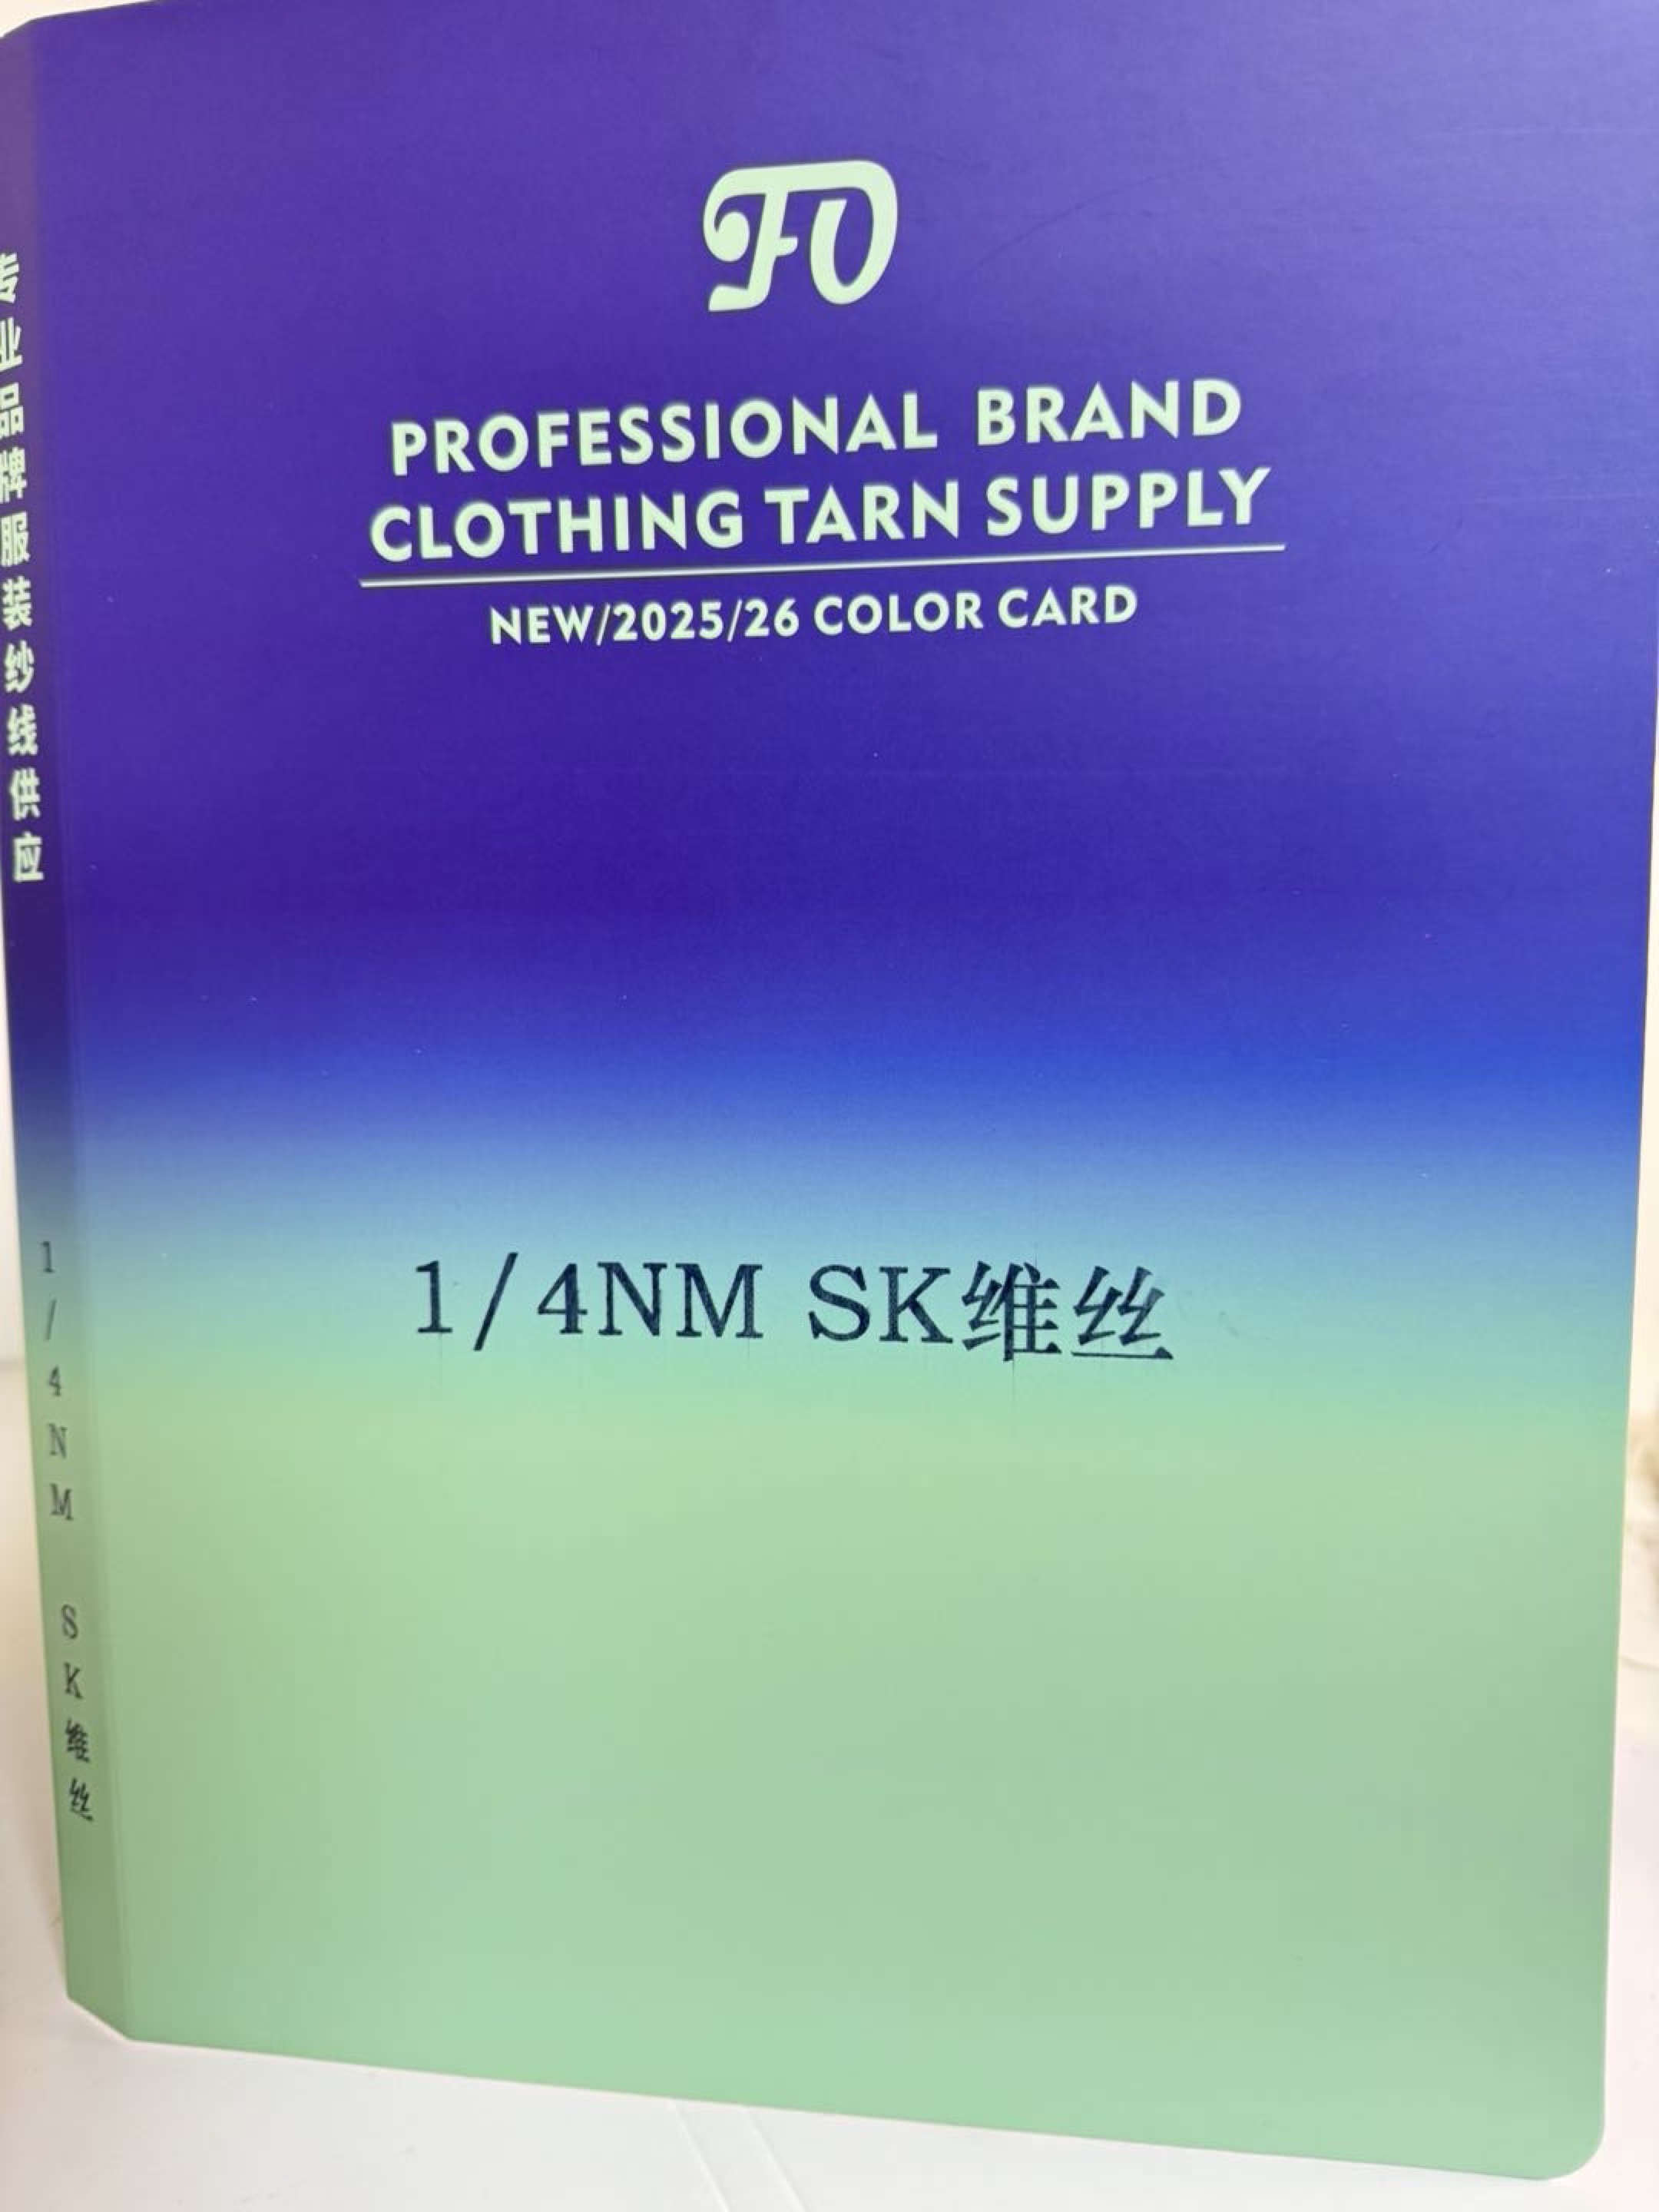 FO
PROFESSIONAL BRAND
CLOTHING TARN SUPPLY
NEW/2025/26 COLOR CARD
1/4NM SK维丝
专业品牌服装纱线供应
1/4NM SK维丝